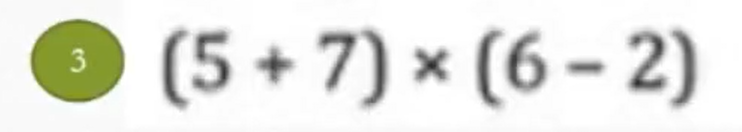 3 (5 + 7) × (6 – 2)